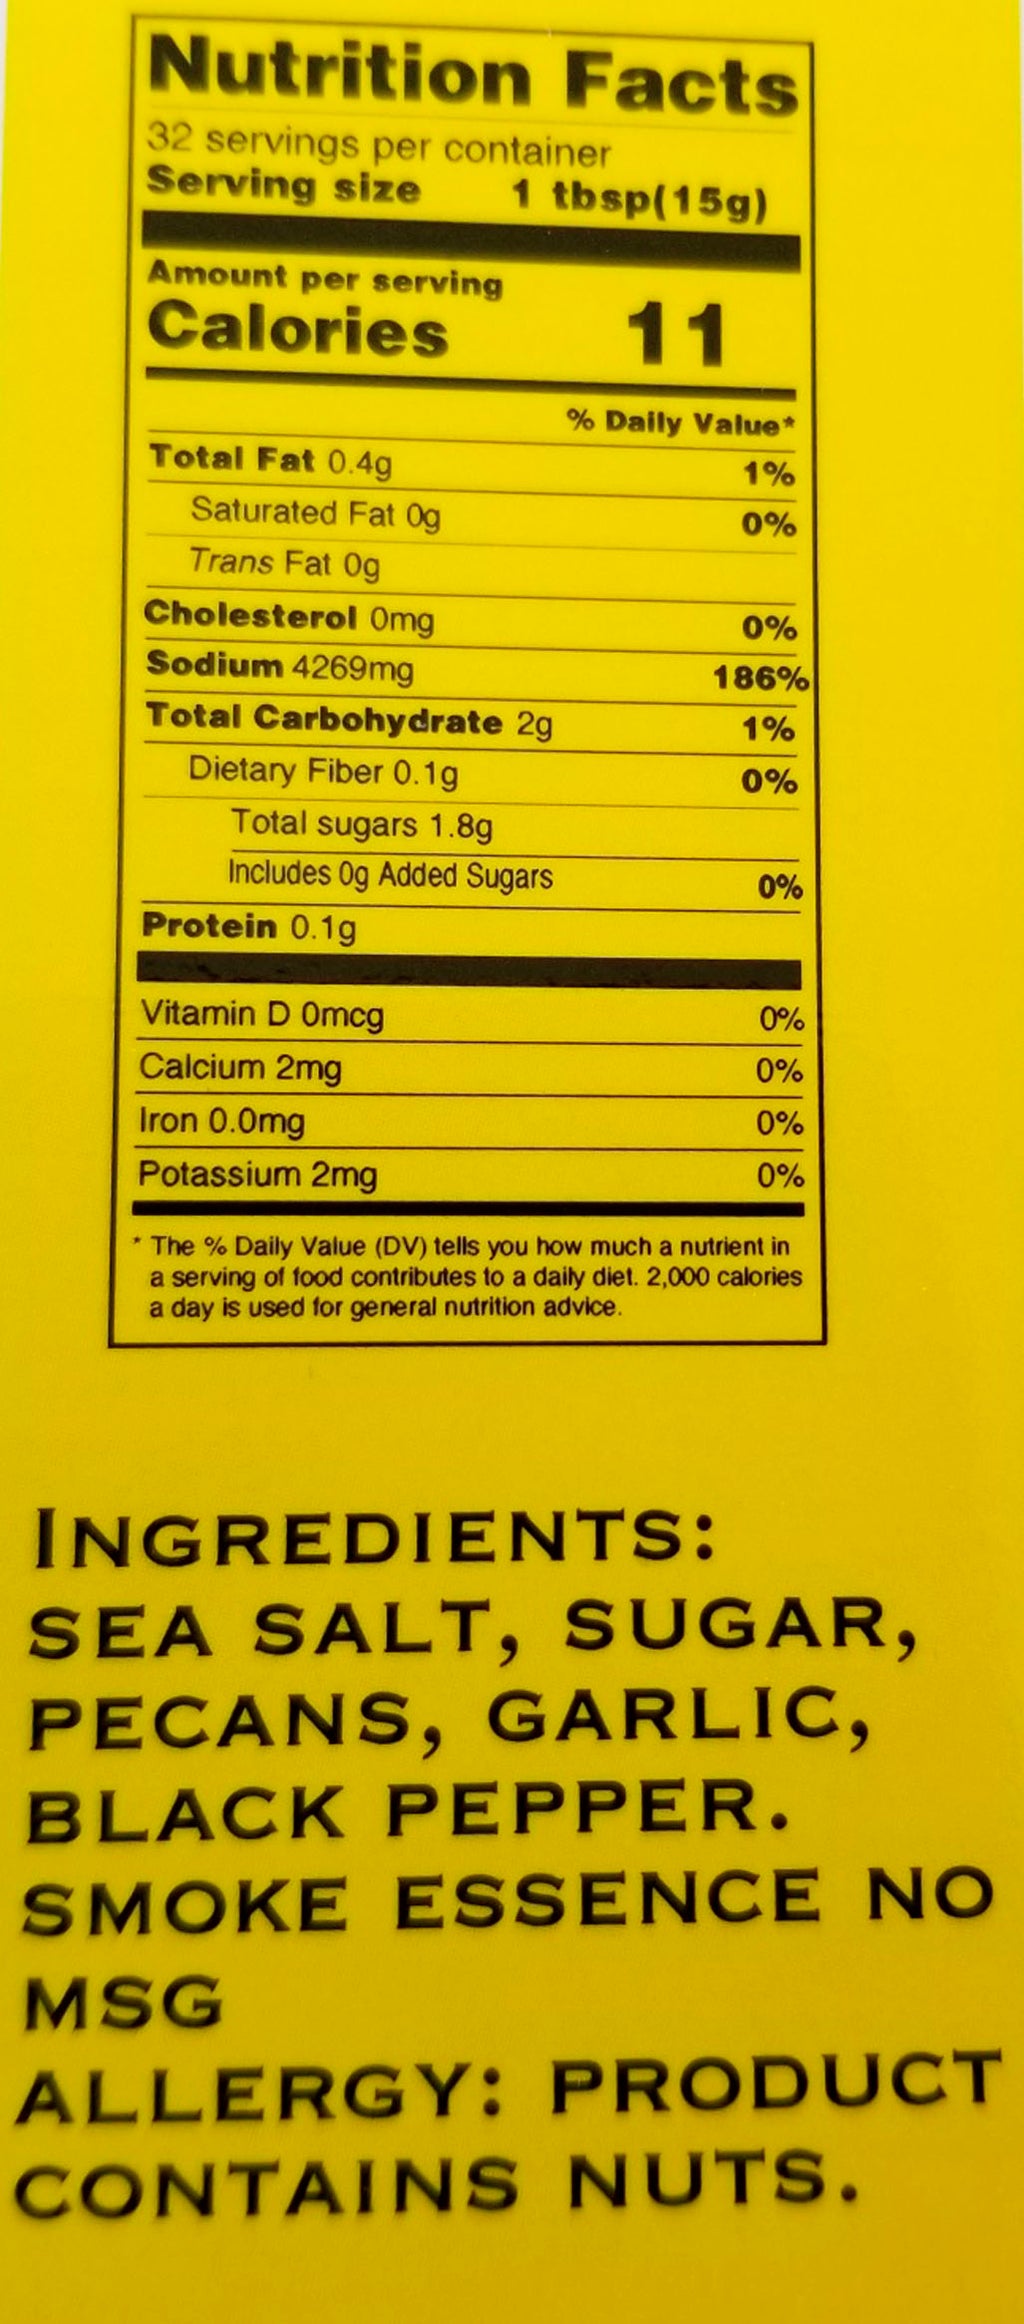 Nutrition Facts
32 servings per container
Serving size 1 tbsp(15g)
Amount per serving
Calories 11
% Daily Value*
Total Fat 0.4g 1%
Saturated Fat 0g 0%
Trans Fat 0g
Cholesterol 0mg 0%
Sodium 4269mg 186%
Total Carbohydrate 2g 1%
Dietary Fiber 0.1g 0%
Total sugars 1.8g
Includes 0g Added Sugars 0%
Protein 0.1g
Vitamin D 0mcg 0%
Calcium 2mg 0%
Iron 0.0mg 0%
Potassium 2mg 0%
* The % Daily Value (DV) tells you how much a nutrient in
a serving of food contributes to a daily diet. 2,000 calories
a day is used for general nutrition advice.
INGREDIENTS:
SEA SALT, SUGAR,
PECANS, GARLIC,
BLACK PEPPER.
SMOKE ESSENCE NO
MSG
ALLERGY: PRODUCT
CONTAINS NUTS.